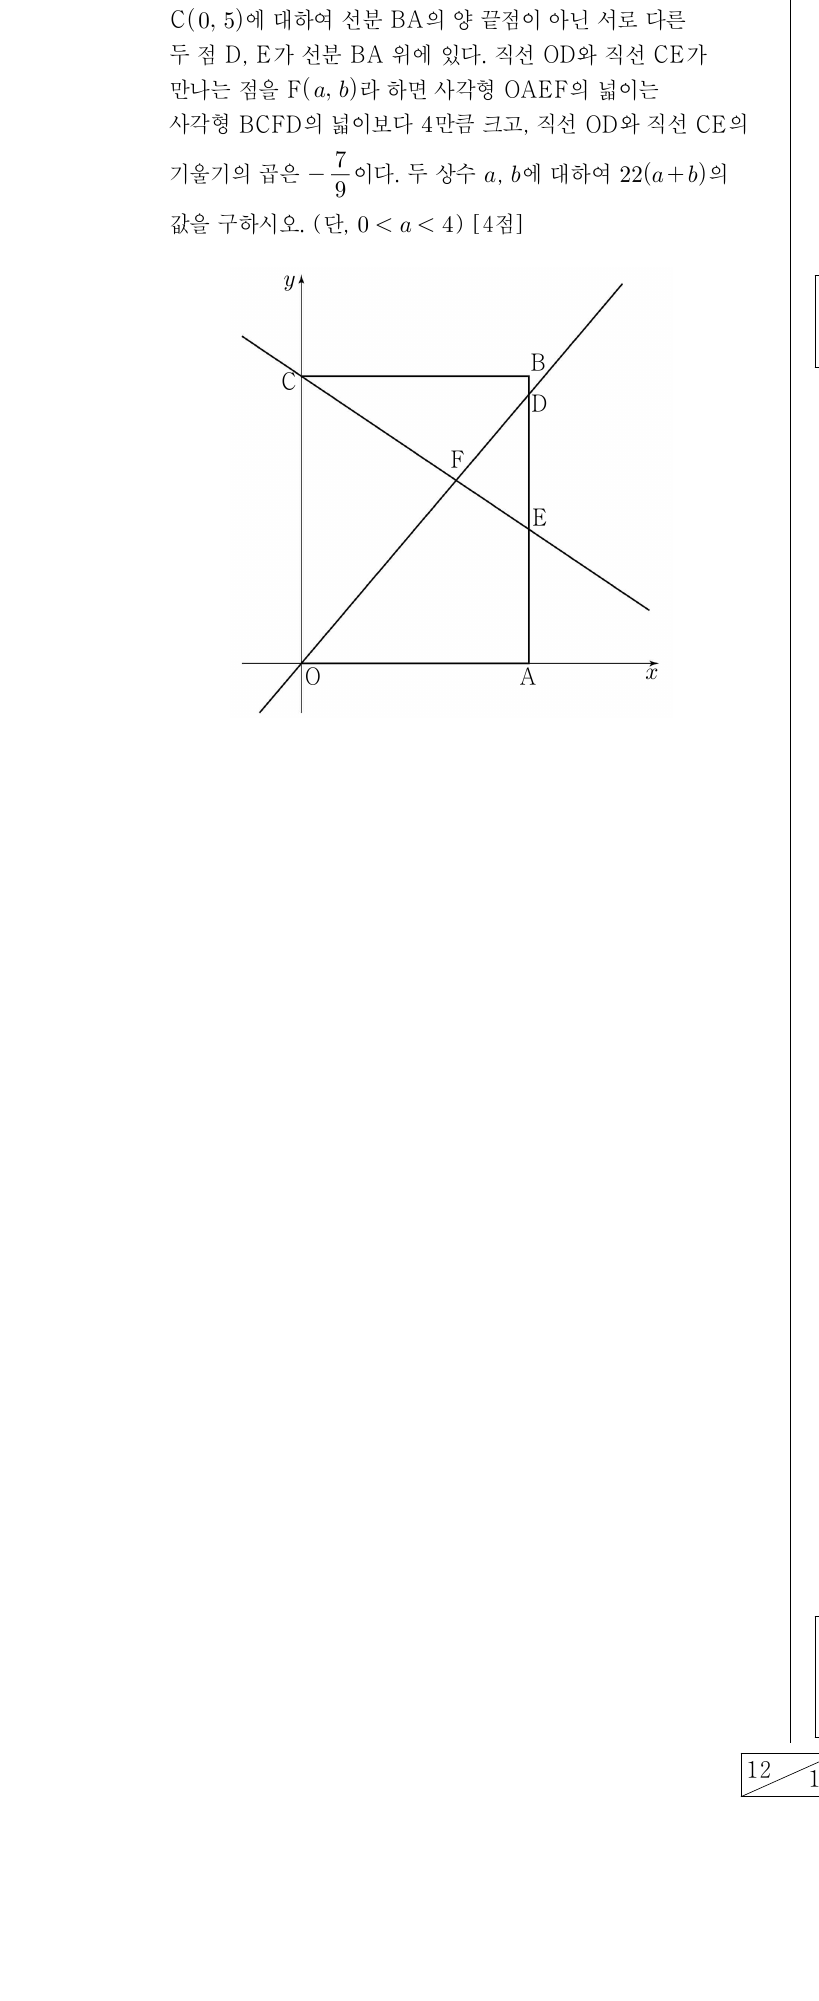 C(0, 5)에 대하여 선분 BA의 양 끝점이 아닌 서로 다른
두 점 D, E가 선분 BA 위에 있다. 직선 OD와 직선 CE가
만나는 점을 F(a, b)라 하면 사각형 OAEF의 넓이는
사각형 BCFD의 넓이보다 4만큼 크고, 직선 OD와 직선 CE의
기울기의 곱은 −7/9이다. 두 상수 a, b에 대하여 22(a+b)의
값을 구하시오. (단, 0 < a < 4) [4점]
y
B
C
D
F
E
O
A
x
12
1